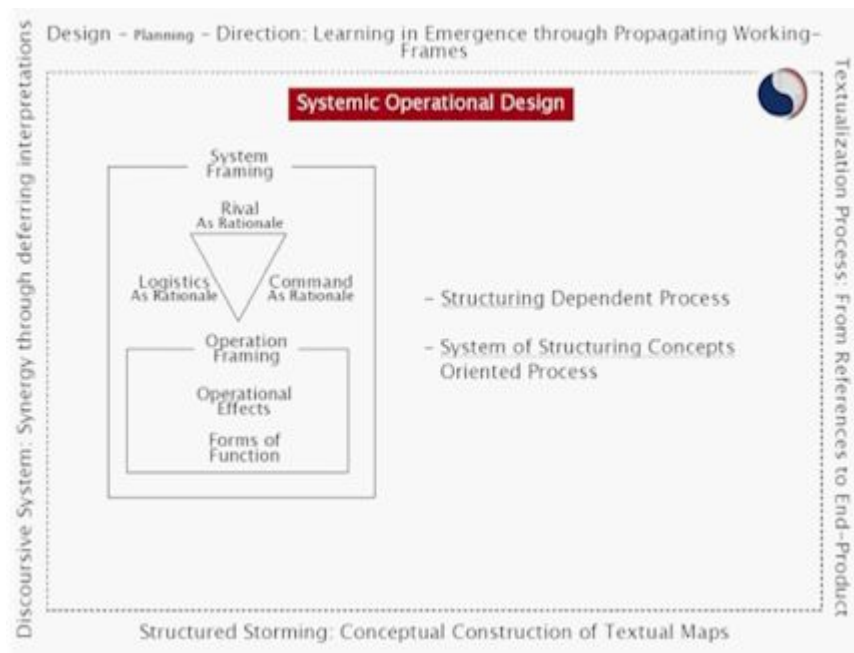 Design - Planning - Direction: Learning in Emergence through Propagating Working-
Frames
Systemic Operational Design
System
Framing
Rival
As Rationale
Logistics
As Rationale
Command
As Rationale
Operation
Framing
Operational
Effects
Forms of
Function
- Structuring Dependent Process
- System of Structuring Concepts
Oriented Process
Discoursive System: Synergy through deferring interpretations
Textualization Process: From References to End-Product
Structured Storming: Conceptual Construction of Textual Maps